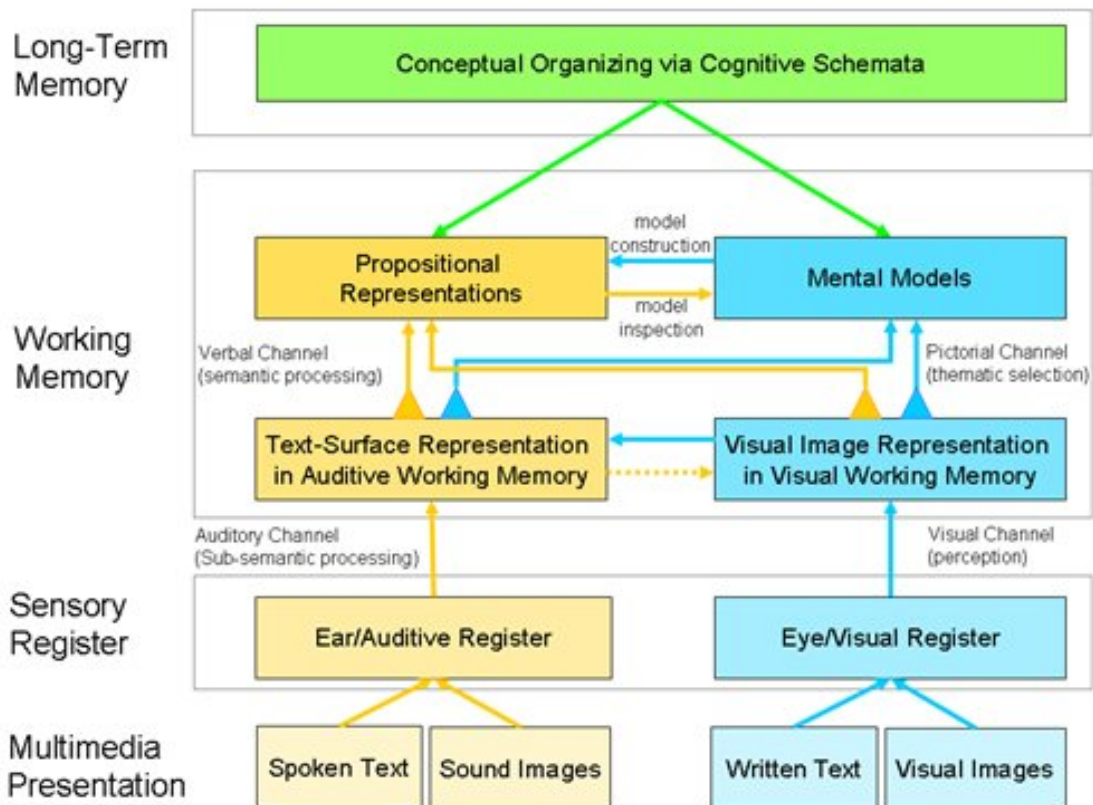 Long-Term
Memory
Conceptual Organizing via Cognitive Schemata
Working
Memory
Propositional
Representations
model
construction
model
inspection
Mental Models
Verbal Channel
(semantic processing)
Pictorial Channel
(thematic selection)
Text-Surface Representation
in Auditive Working Memory
Visual Image Representation
in Visual Working Memory
Auditory Channel
(Sub-semantic processing)
Visual Channel
(perception)
Sensory
Register
Ear/Auditive Register
Eye/Visual Register
Multimedia
Presentation
Spoken Text
Sound Images
Written Text
Visual Images